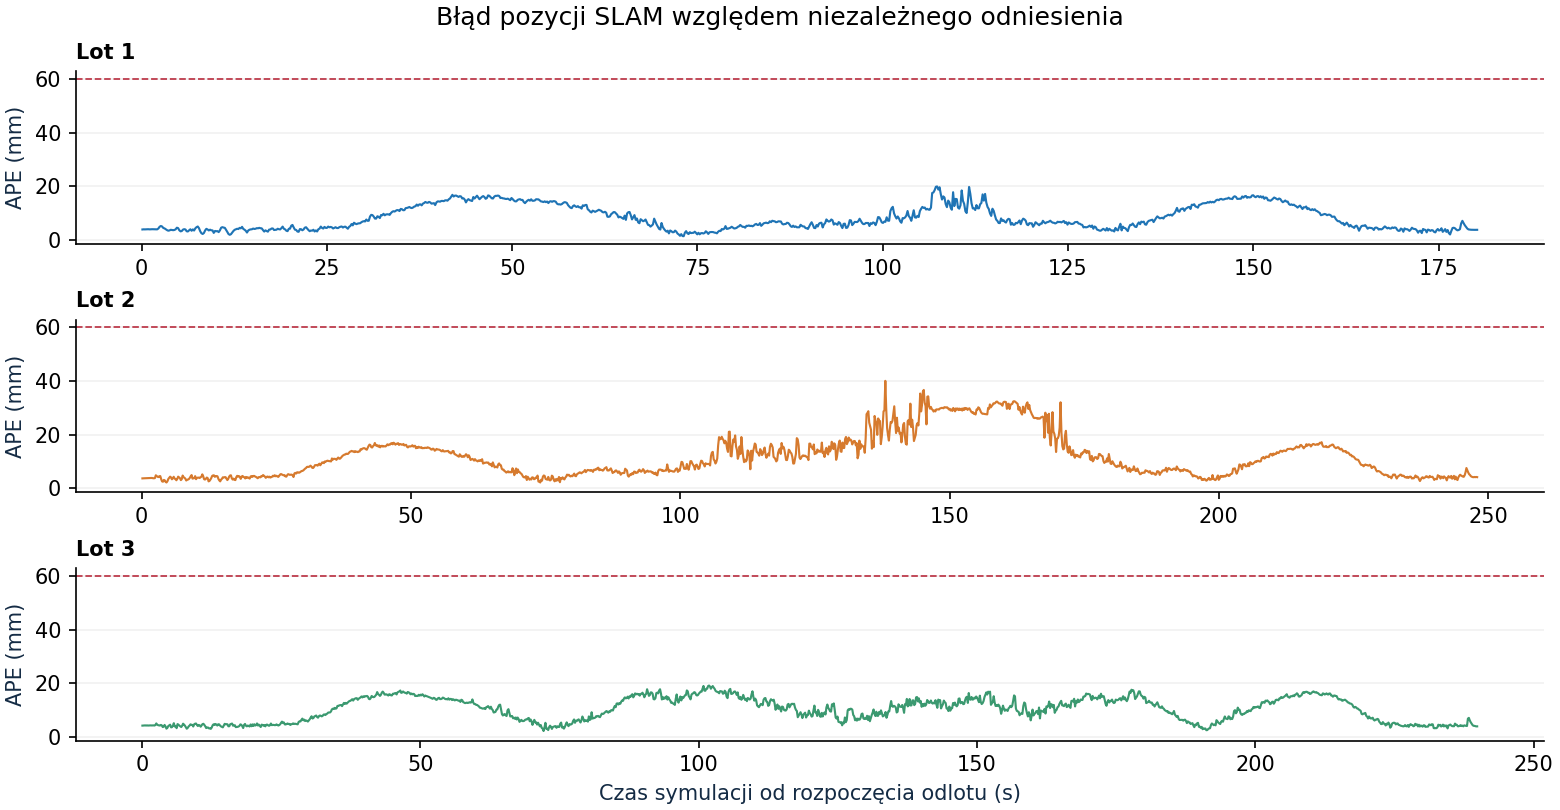 Błąd pozycji SLAM względem niezależnego odniesienia
Lot 1
APE (mm)
60
40
20
0
0 25 50 75 100 125 150 175
Lot 2
APE (mm)
60
40
20
0
0 50 100 150 200 250
Lot 3
APE (mm)
60
40
20
0
0 50 100 150 200 250
Czas symulacji od rozpoczęcia odlotu (s)